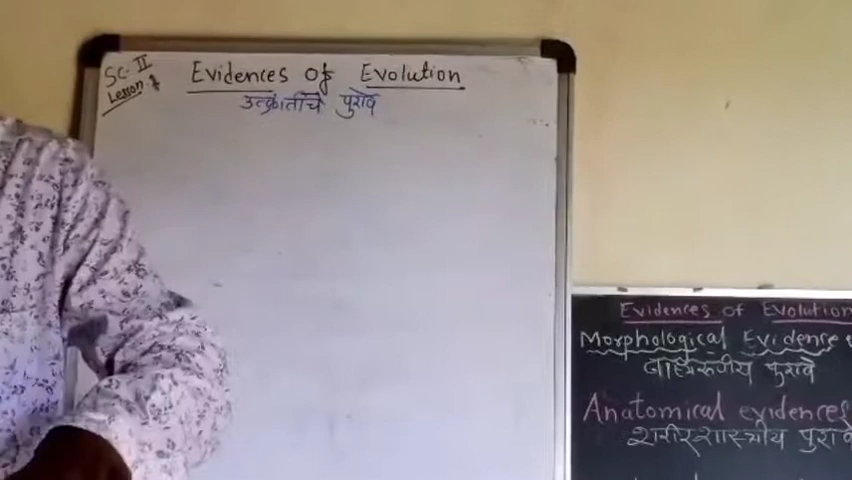 SC. II
Lesson. 1
Evidences Of Evolution
उत्क्रांतीचे पुरावे
Evidences of Evolution
Morphological Evidence
बाह्यरूपीय पुरावे
Anatomical evidences
शरीरशास्त्रीय पुरावे